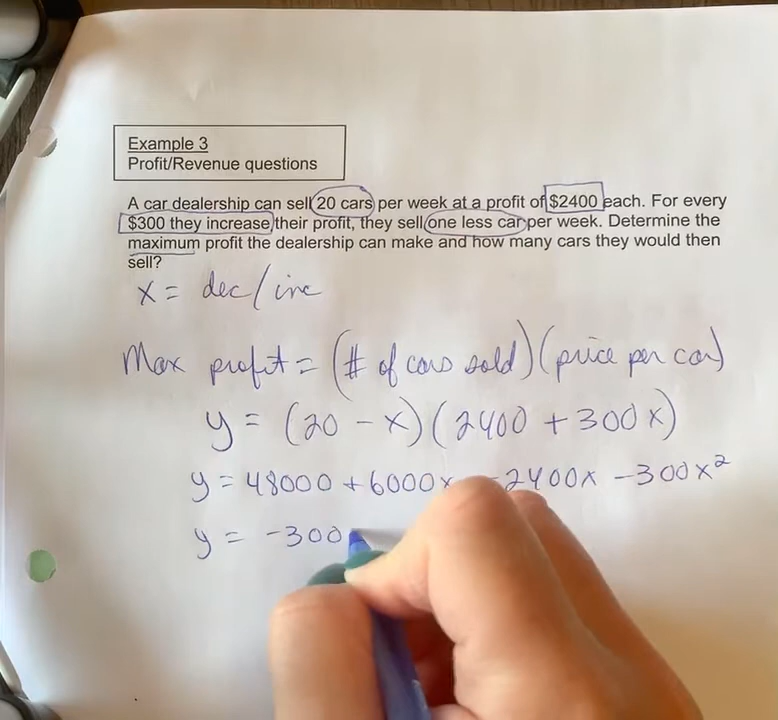 Example 3
Profit/Revenue questions
A car dealership can sell 20 cars per week at a profit of $2400 each. For every
$300 they increase their profit, they sell one less car per week. Determine the
maximum profit the dealership can make and how many cars they would then
sell?
x = dec/inc
Max profit = (# of cars sold)(price per car)
y = (20 - x)(2400 + 300x)
y = 48000 + 6000x - 2400x - 300x²
y = -300